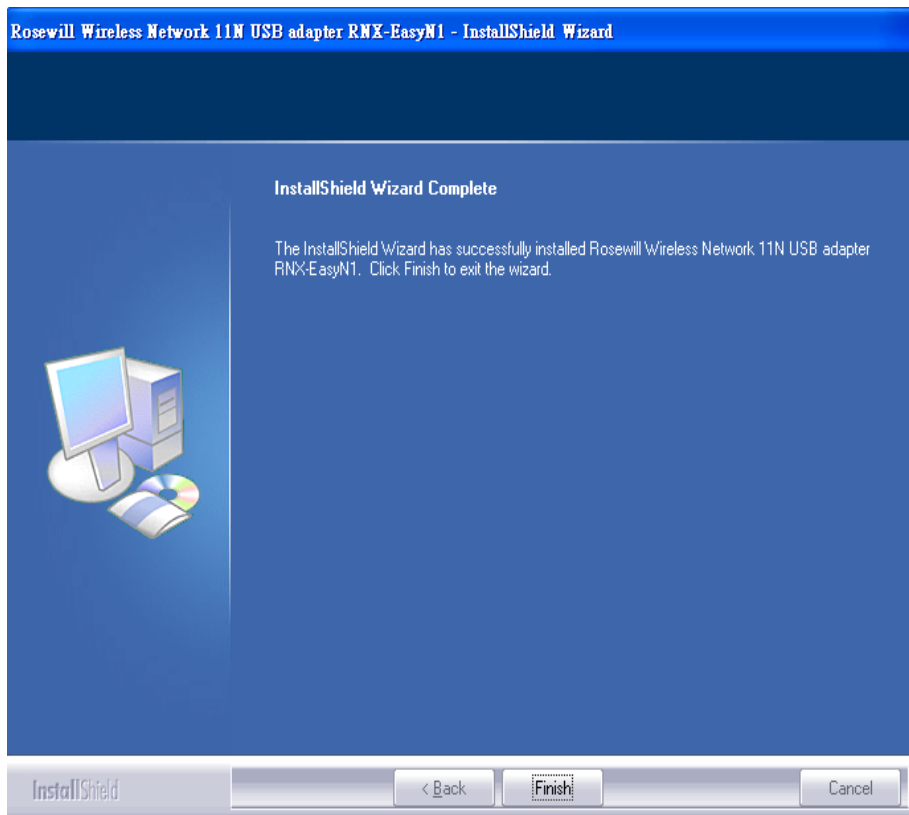 Rosewill Wireless Network 11N USB adapter RNX-EasyN1 - InstallShield Wizard
InstallShield Wizard Complete
The InstallShield Wizard has successfully installed Rosewill Wireless Network 11N USB adapter
RNX-EasyN1.  Click Finish to exit the wizard.
InstallShield
< Back
Finish
Cancel